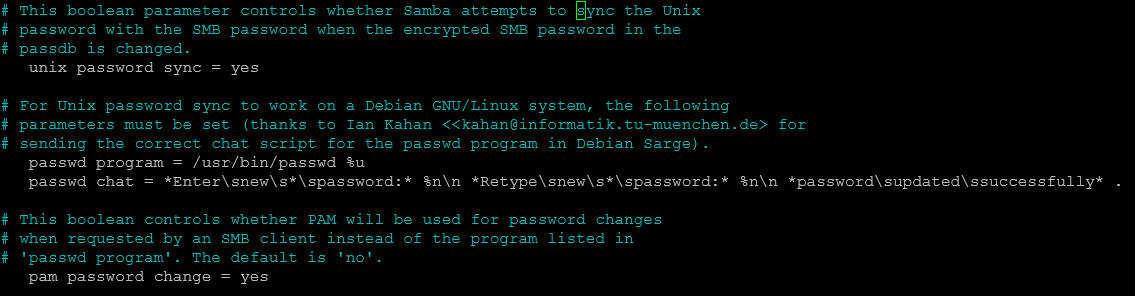 # This boolean parameter controls whether Samba attempts to sync the Unix
# password with the SMB password when the encrypted SMB password in the
# passdb is changed.
   unix password sync = yes

# For Unix password sync to work on a Debian GNU/Linux system, the following
# parameters must be set (thanks to Ian Kahan <<kahan@informatik.tu-muenchen.de> for
# sending the correct chat script for the passwd program in Debian Sarge).
   passwd program = /usr/bin/passwd %u
   passwd chat = *Enter\snew\s*\spassword:* %n\n *Retype\snew\s*\spassword:* %n\n *password\supdated\ssuccessfully* .

# This boolean controls whether PAM will be used for password changes
# when requested by an SMB client instead of the program listed in
# 'passwd program'. The default is 'no'.
   pam password change = yes